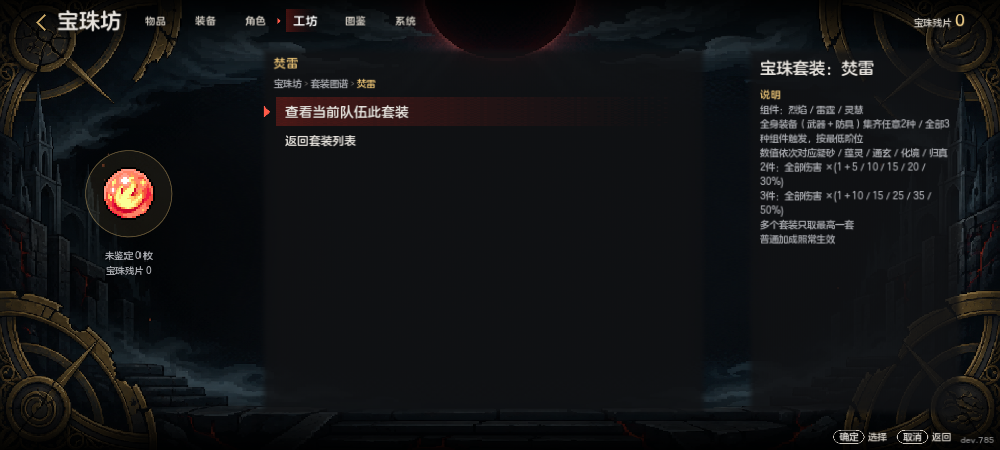 宝珠坊
物品 装备 角色 工坊 图鉴 系统
宝珠残片 0
焚雷
宝珠坊 › 套装图谱 › 焚雷
查看当前队伍此套装
返回套装列表
未鉴定 0 枚
宝珠残片 0
宝珠套装：焚雷
说明
组件：烈焰 / 雷霆 / 灵慧
全身装备（武器＋防具）集齐任意2种 / 全部3
种组件触发，按最低阶位
数值依次对应凝砂 / 蕴灵 / 通玄 / 化境 / 归真
2件：全部伤害 ×(1＋5 / 10 / 15 / 20 /
30%)
3件：全部伤害 ×(1＋10 / 15 / 25 / 35 /
50%)
多个套装只取最高一套
普通加成照常生效
确定 选择 取消 返回
dev.785